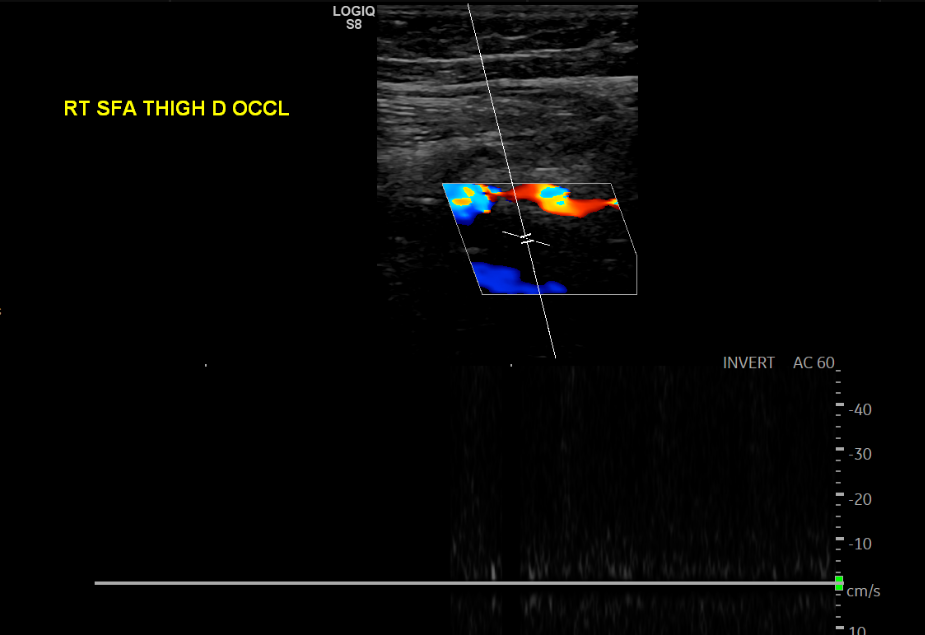 LOGIQ
S8
RT SFA THIGH D OCCL
INVERT AC 60
-40
-30
-20
-10
cm/s
10